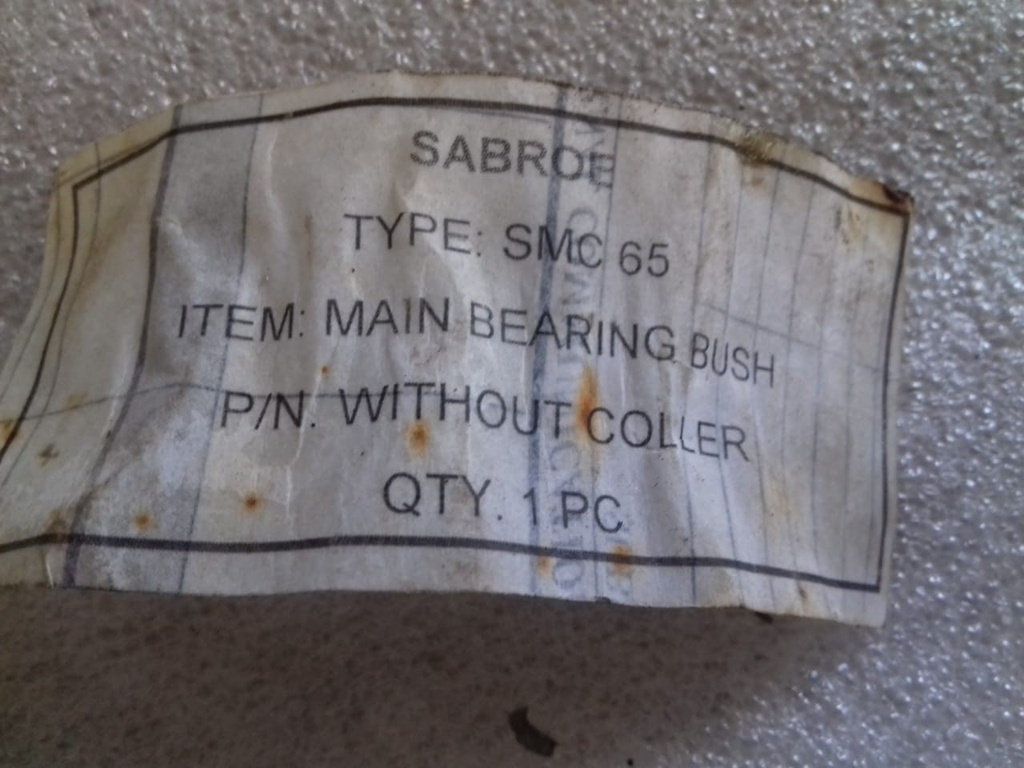 SABROE
TYPE: SMC 65
ITEM: MAIN BEARING BUSH
P/N. WITHOUT COLLER
QTY. 1 PC